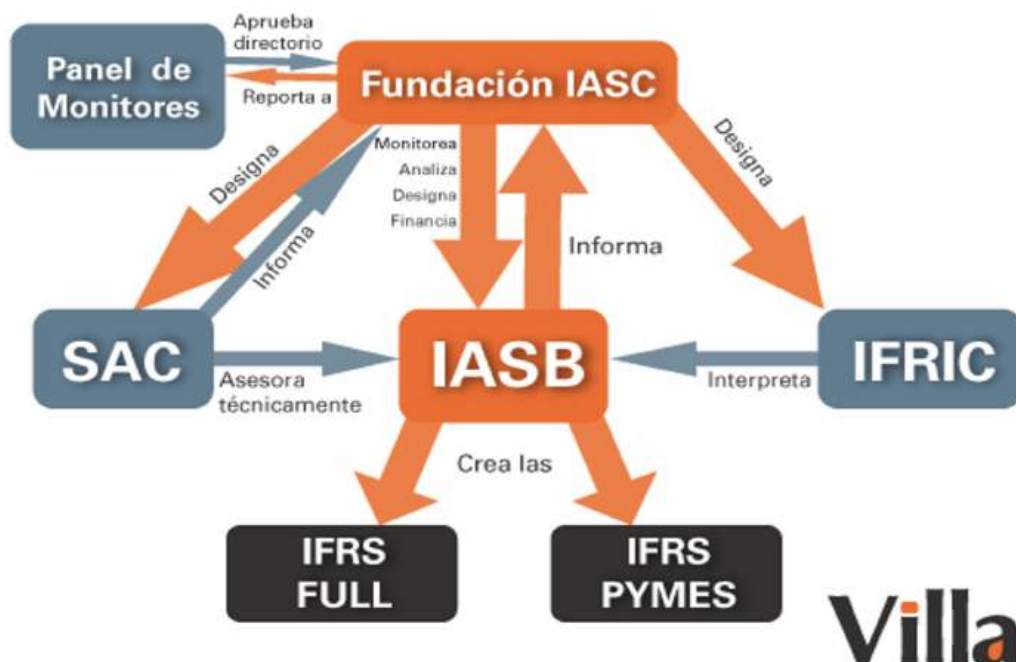 Aprueba
directorio
Panel de
Monitores
Fundación IASC
Reporta a
Designa
Monitorea
Analiza
Designa
Financia
Informa
Informa
Designa
SAC
IASB
IFRIC
Asesora
técnicamente
Interpreta
Crea las
IFRS
FULL
IFRS
PYMES
Villa